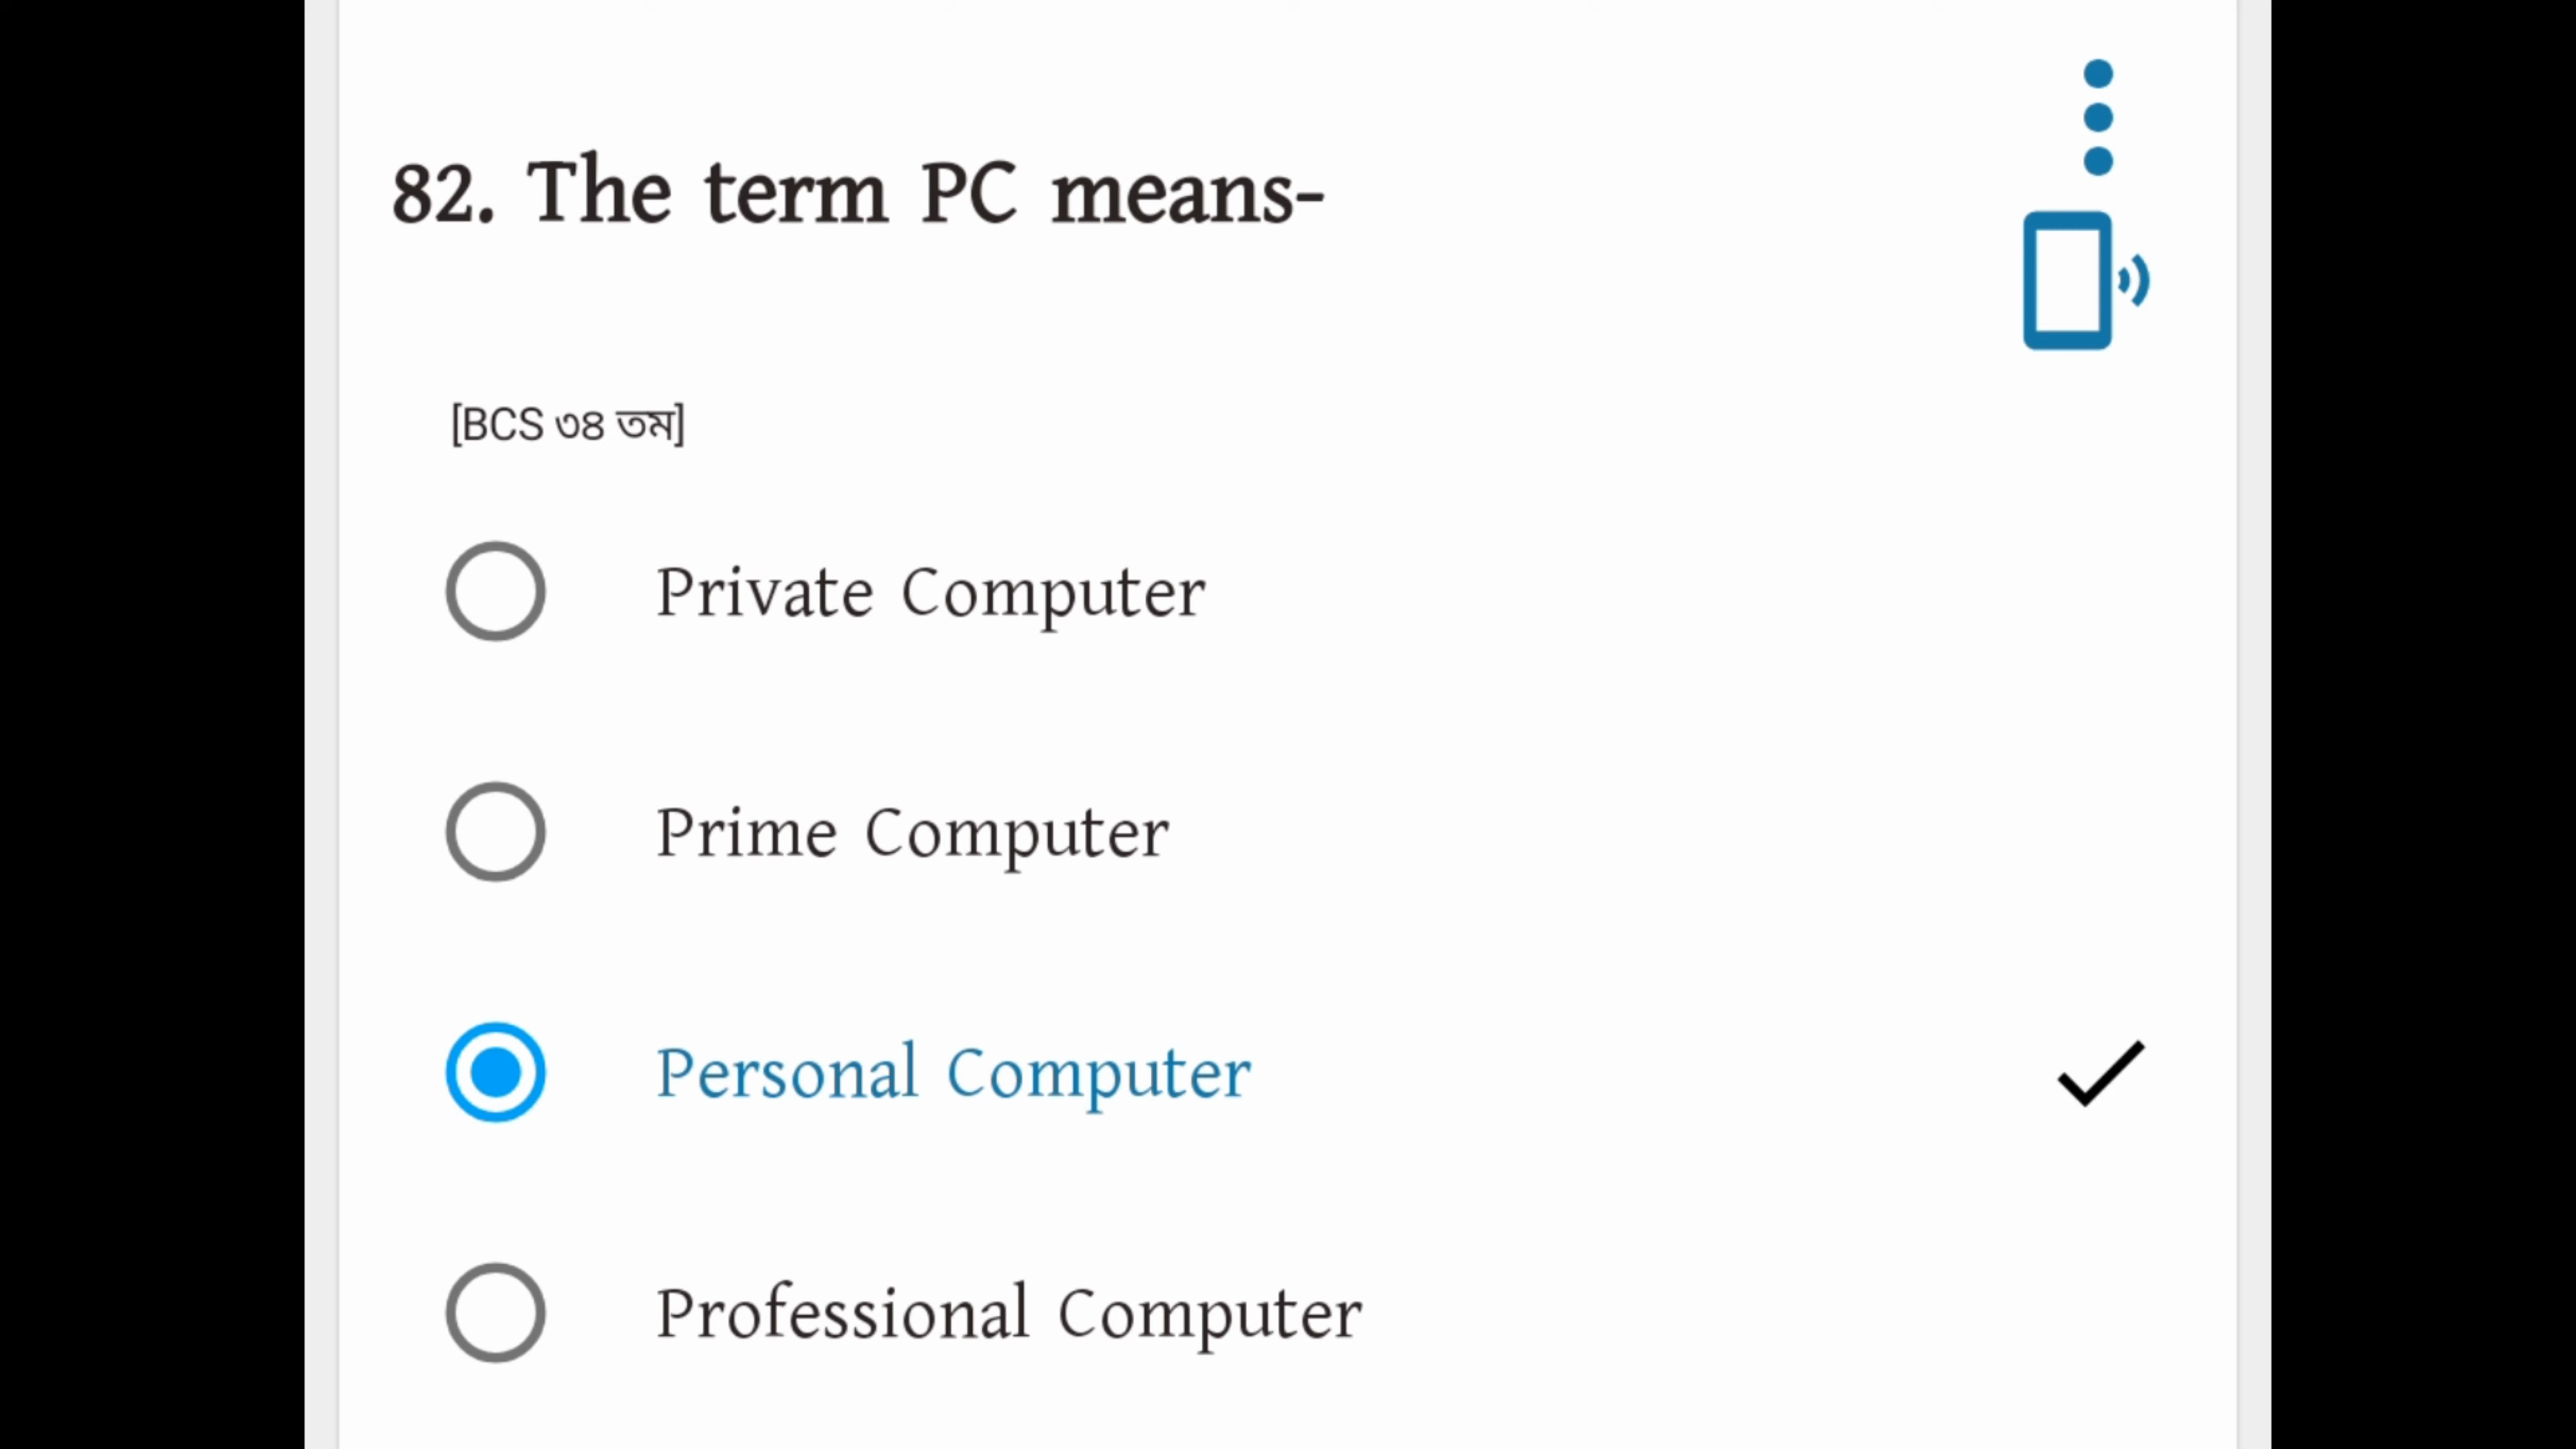 82. The term PC means-
[BCS ৩৪ তম]
Private Computer
Prime Computer
Personal Computer
Professional Computer